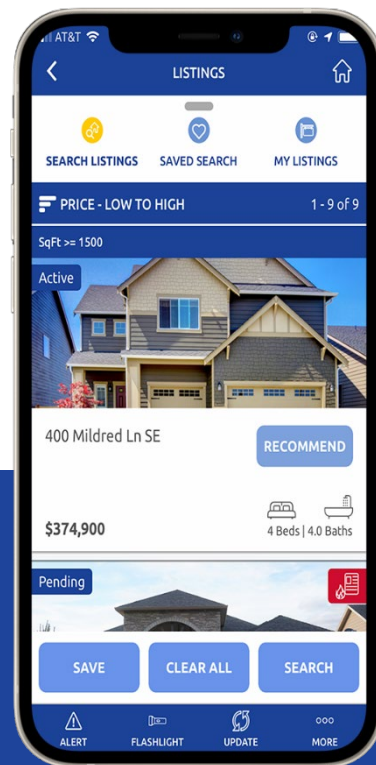 AT&T
LISTINGS
SEARCH LISTINGS SAVED SEARCH MY LISTINGS
PRICE - LOW TO HIGH 1 - 9 of 9
SqFt >= 1500
Active
400 Mildred Ln SE
RECOMMEND
$374,900 4 Beds | 4.0 Baths
Pending
SAVE CLEAR ALL SEARCH
ALERT FLASHLIGHT UPDATE MORE